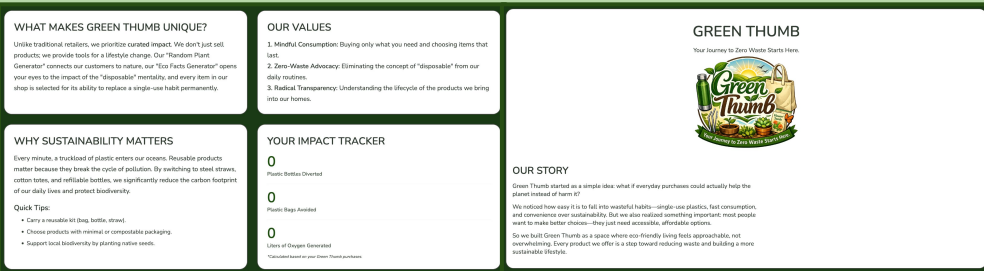 WHAT MAKES GREEN THUMB UNIQUE?
Unlike traditional retailers, we prioritize curated impact. We don't just sell
products; we provide tools for a lifestyle change. Our "Random Plant
Generator" connects our customers to nature, our "Eco Facts Generator" opens
your eyes to the impact of the "disposable" mentality, and every item in our
shop is selected for its ability to replace a single-use habit permanently.
OUR VALUES
1. Mindful Consumption: Buying only what you need and choosing items that
last.
2. Zero-Waste Advocacy: Eliminating the concept of "disposable" from our
daily routines.
3. Radical Transparency: Understanding the lifecycle of the products we bring
into our homes.
WHY SUSTAINABILITY MATTERS
Every minute, a truckload of plastic enters our oceans. Reusable products
matter because they break the cycle of pollution. By switching to steel straws,
cotton totes, and refillable bottles, we significantly reduce the carbon footprint
of our daily lives and protect biodiversity.
Quick Tips:
• Carry a reusable kit (bag, bottle, straw).
• Choose products with minimal or compostable packaging.
• Support local biodiversity by planting native seeds.
YOUR IMPACT TRACKER
0
Plastic Bottles Diverted
0
Plastic Bags Avoided
0
Liters of Oxygen Generated
*Calculated based on your Green Thumb purchases.
GREEN THUMB
Your Journey to Zero Waste Starts Here.
Green
Thumb
Your Journey to Zero Waste Starts Here.
OUR STORY
Green Thumb started as a simple idea: what if everyday purchases could actually help the
planet instead of harm it?
We noticed how easy it is to fall into wasteful habits—single-use plastics, fast consumption,
and convenience over sustainability. But we also realized something important: most people
want to make better choices—they just need accessible, affordable options.
So we built Green Thumb as a space where eco-friendly living feels approachable, not
overwhelming. Every product we offer is a step toward reducing waste and building a more
sustainable lifestyle.